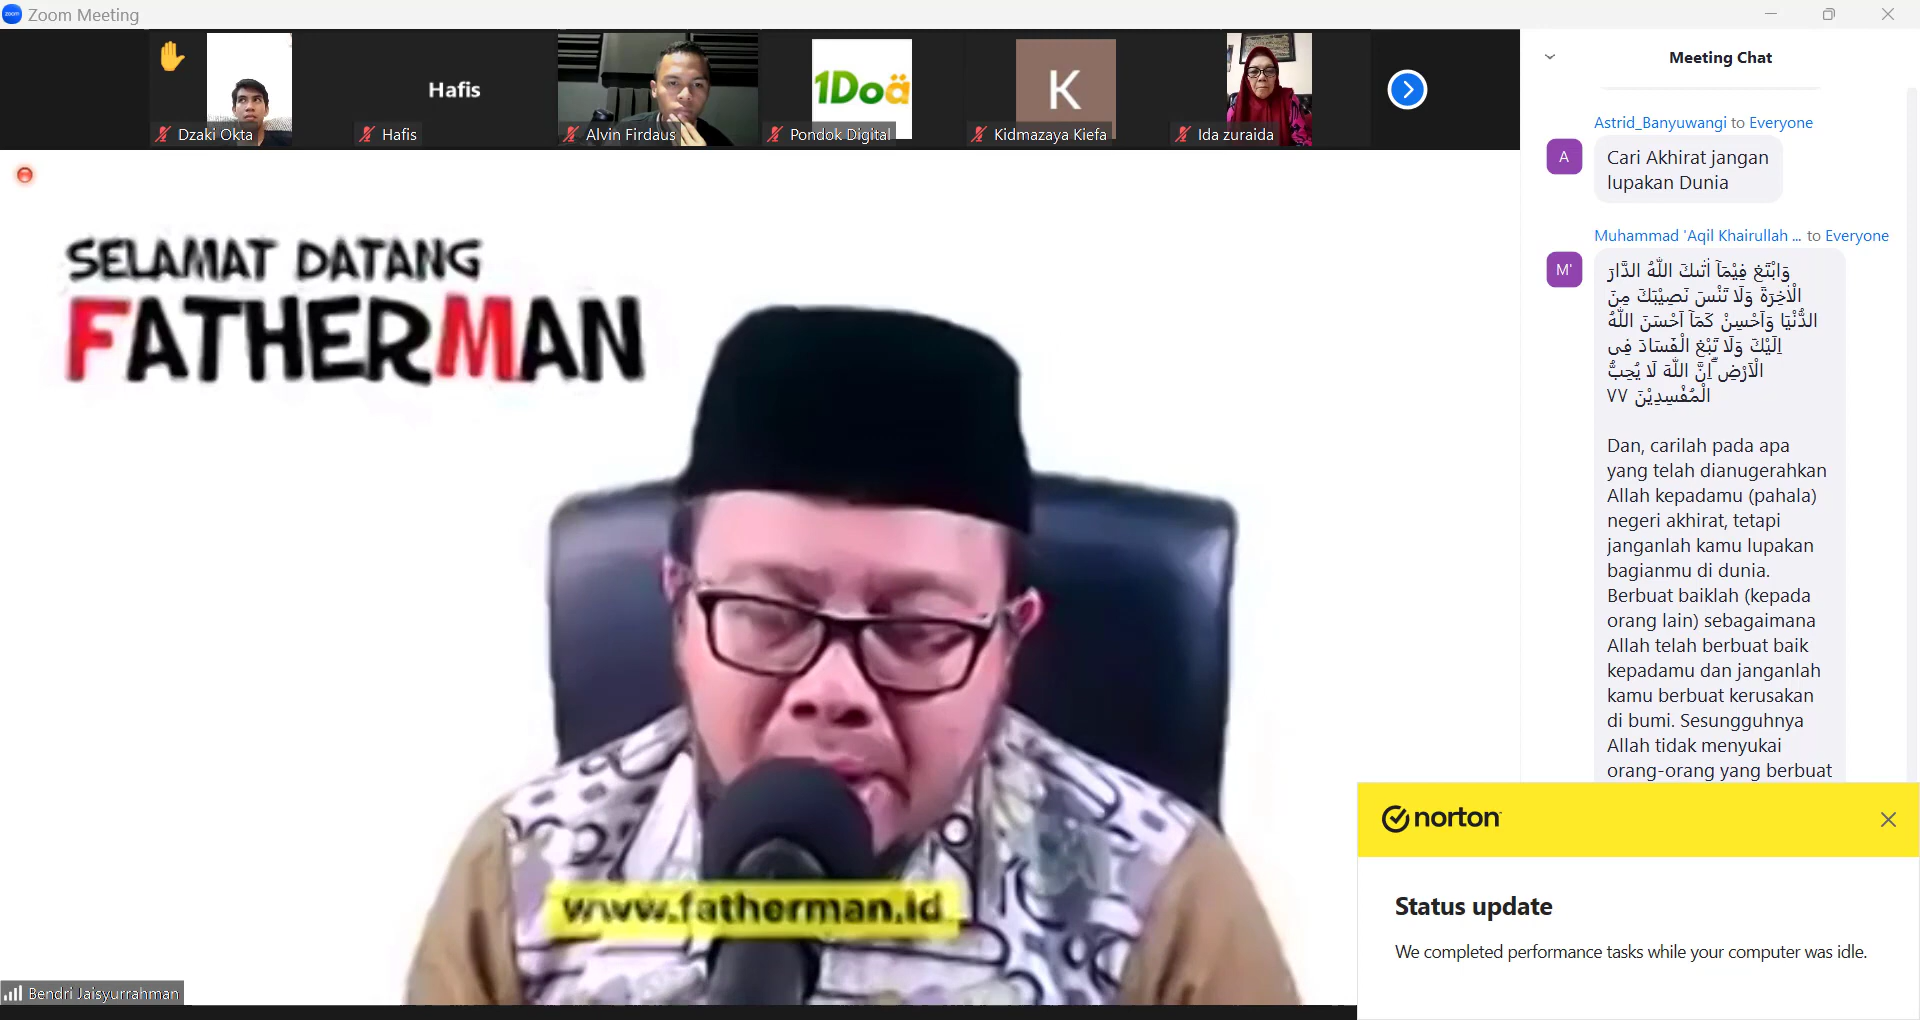 zoom
Zoom Meeting
Dzaki Okta
Hafis
Hafis
Alvin Firdaus
1Doä
Pondok Digital
K
Kidmazaya Kiefa
Ida zuraida
SELAMAT DATANG
FATHERMAN
www.fatherman.id
Bendri Jaisyurrahman
Meeting Chat
Astrid_Banyuwangi to Everyone
A
Cari Akhirat jangan
lupakan Dunia
Muhammad 'Aqil Khairullah ... to Everyone
M'
وَابْتَغِ فِيْمَآ اٰتٰىكَ اللّٰهُ الدَّارَ
الْاٰخِرَةَ وَلَا تَنْسَ نَصِيْبَكَ مِنَ
الدُّنْيَا وَاَحْسِنْ كَمَآ اَحْسَنَ اللّٰهُ
اِلَيْكَ وَلَا تَبْغِ الْفَسَادَ فِى
الْاَرْضِۗ اِنَّ اللّٰهَ لَا يُحِبُّ
الْمُفْسِدِيْنَ ٧٧
Dan, carilah pada apa
yang telah dianugerahkan
Allah kepadamu (pahala)
negeri akhirat, tetapi
janganlah kamu lupakan
bagianmu di dunia.
Berbuat baiklah (kepada
orang lain) sebagaimana
Allah telah berbuat baik
kepadamu dan janganlah
kamu berbuat kerusakan
di bumi. Sesungguhnya
Allah tidak menyukai
orang-orang yang berbuat
norton
Status update
We completed performance tasks while your computer was idle.